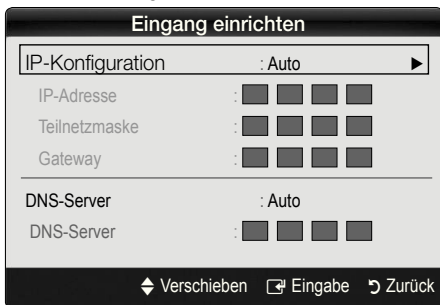 Eingang einrichten
IP-Konfiguration : Auto ►
IP-Adresse :
Teilnetzmaske :
Gateway :
DNS-Server : Auto
DNS-Server :
Verschieben Eingabe Zurück